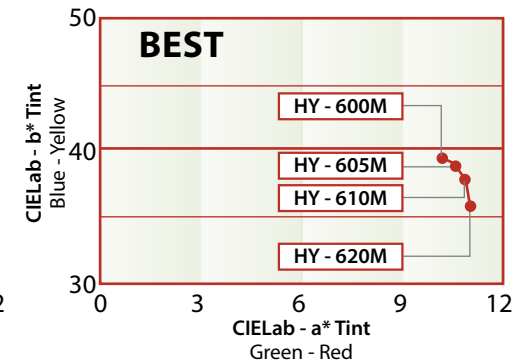 50
BEST
CIELab - b* Tint
Blue - Yellow
HY - 600M
40
HY - 605M
HY - 610M
HY - 620M
30
2
0
3
6
9
12
CIELab - a* Tint
Green - Red